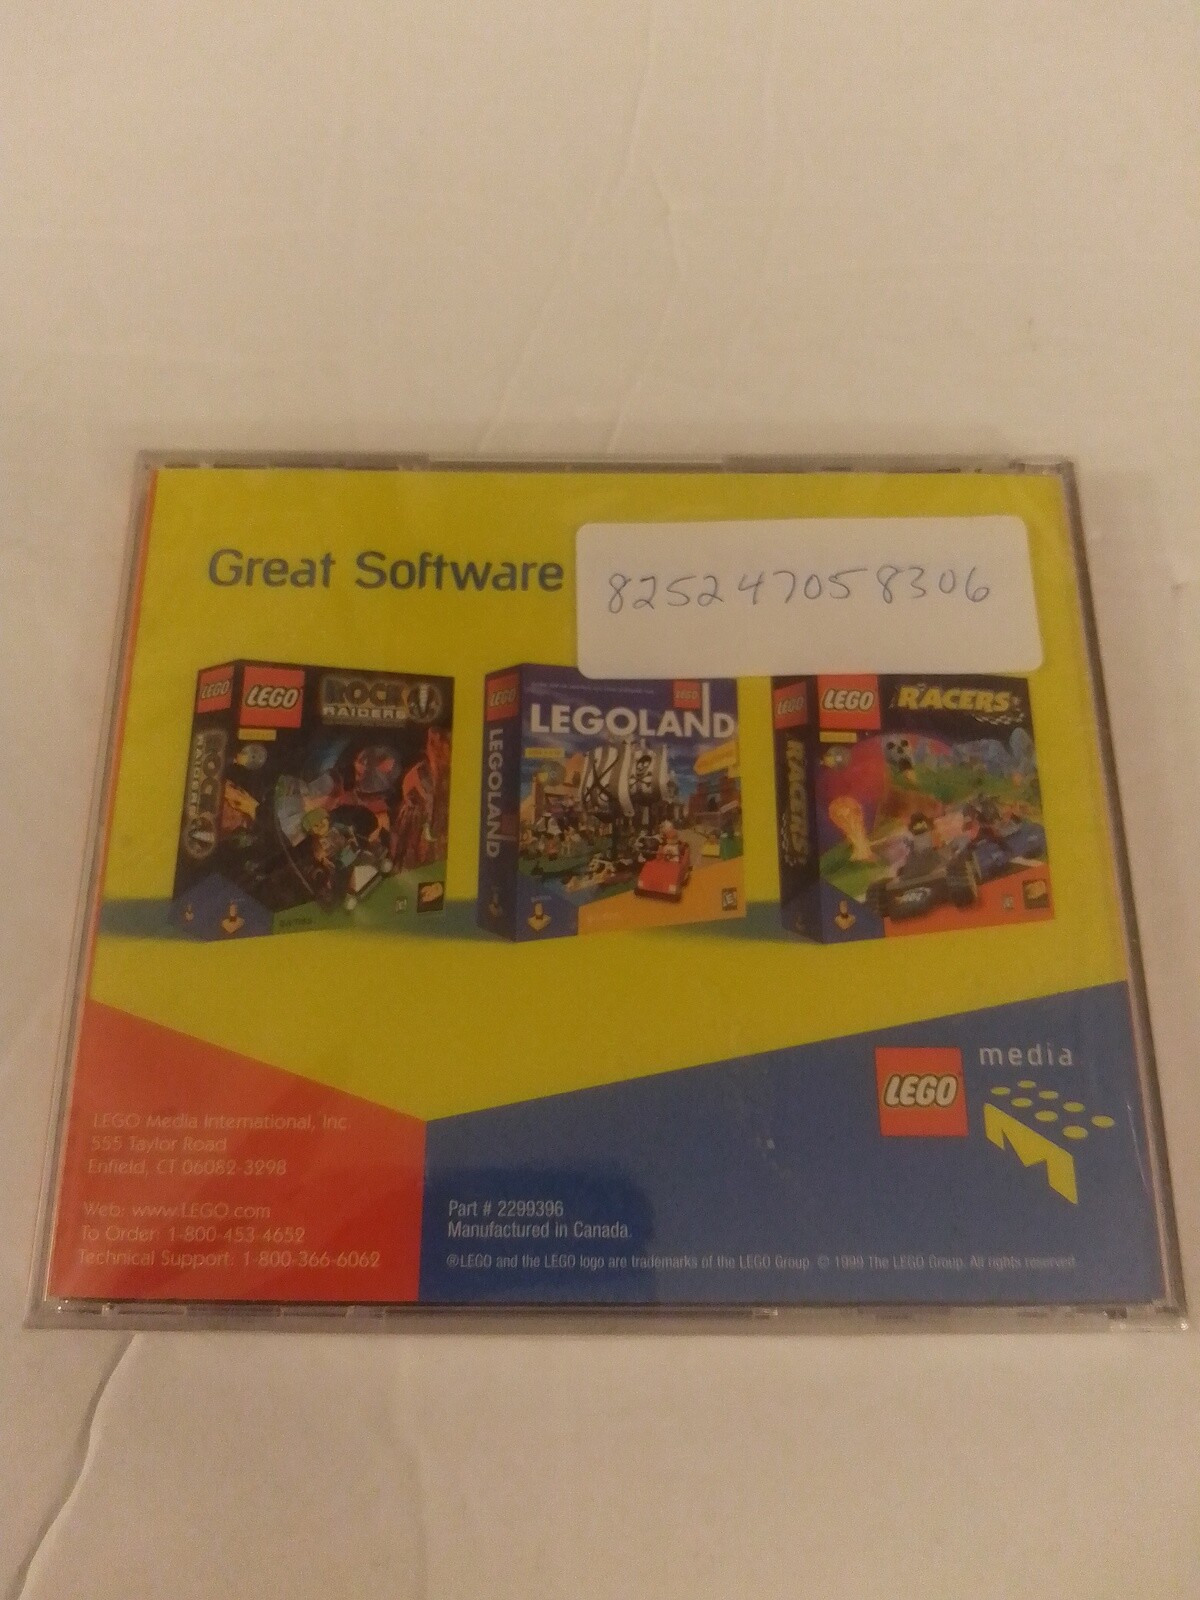 Great Software
825247058306
LEGO
LEGO
ROCK
RAIDERS
ROCK
RAIDERS
LEGO
LEGO
LEGOLAND
LEGOLAND
LEGO
LEGO
RACERS
RACERS
LEGO
media
LEGO Media International, Inc.
555 Taylor Road
Enfield, CT 06082-3298
Web: www.LEGO.com
To Order: 1-800-453-4652
Technical Support: 1-800-366-6062
Part # 2299396
Manufactured in Canada.
®LEGO and the LEGO logo are trademarks of the LEGO Group. © 1999 The LEGO Group. All rights reserved.